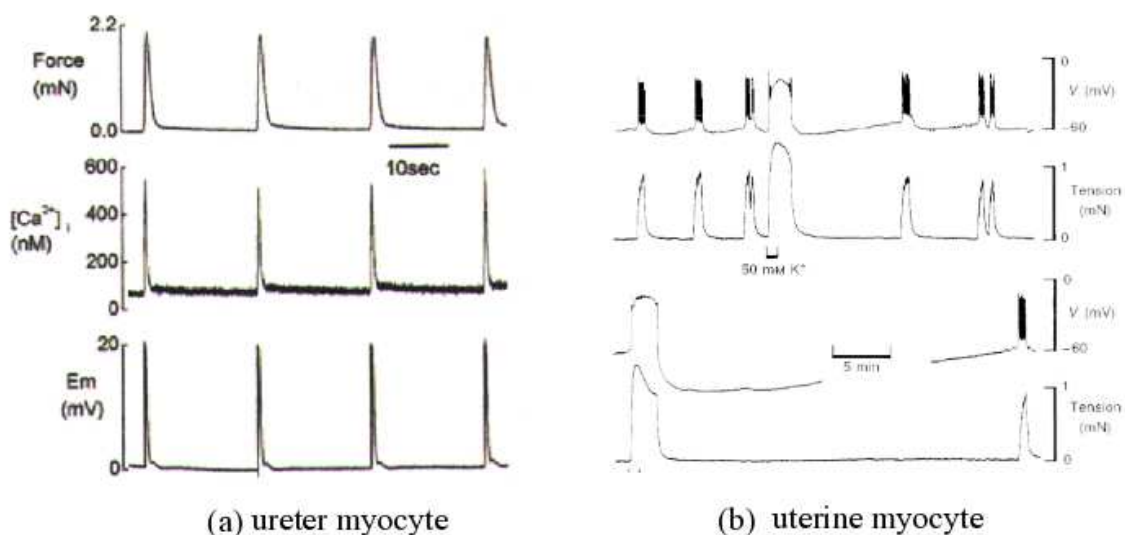 2.2
Force
(mN)
0.0
10sec
600
400
[Ca²⁺] i
(nM)
200
0
20
Em
(mV)
0
(a) ureter myocyte
0
V (mV)
-60
1
Tension
(mN)
0
50 mM K⁺
0
V (mV)
-60
5 min
1
Tension
(mN)
0
(b) uterine myocyte